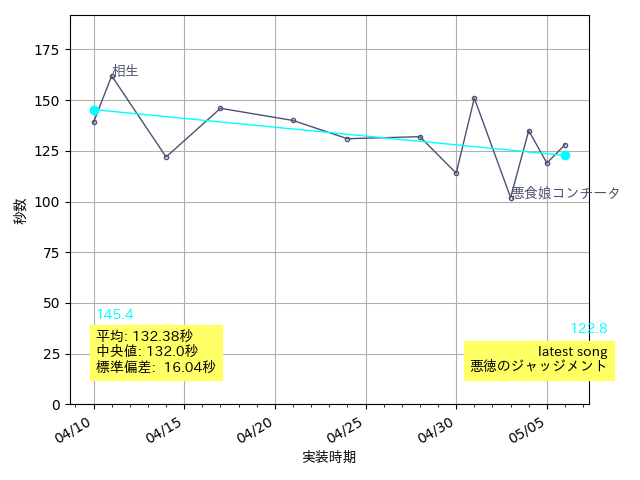 175
相生
150
125
悪食娘コンチータ
100
秒数
75
50
145.4
122.8
平均: 132.38秒
中央値: 132.0秒
標準偏差: 16.04秒
latest song
悪徳のジャッジメント
25
0
04/10
04/15
04/20
04/25
04/30
05/05
実装時期